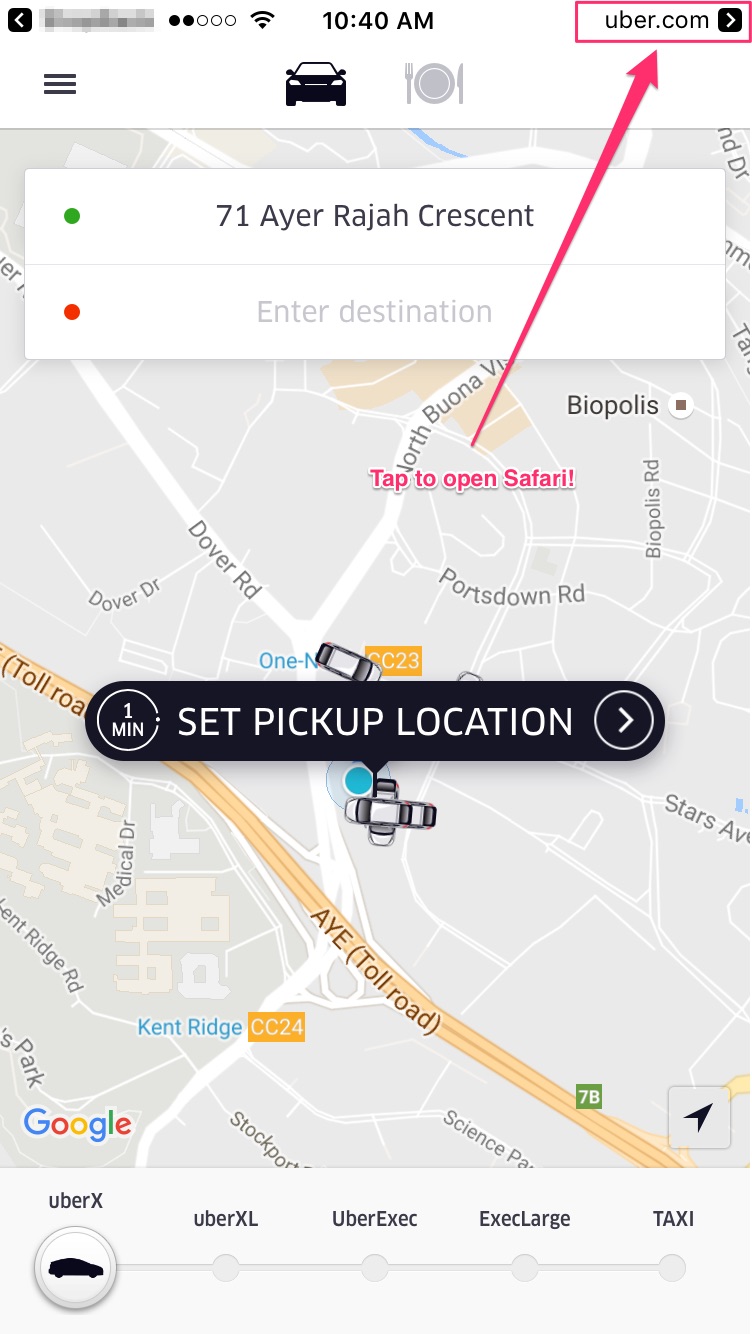 10:40 AM
uber.com
71 Ayer Rajah Crescent
Enter destination
Biopolis
North Buona Vis
Tap to open Safari!
Biopolis Rd
Dover Rd
Dover Dr
Portsdown Rd
One-N
CC23
(Toll road
1
MIN
SET PICKUP LOCATION
Stars Ave
Medical Dr
Kent Ridge Rd
AYE (Toll road)
Kent Ridge CC24
's Park
7B
Google
Stockport
Science Pa
uberX
uberXL
UberExec
ExecLarge
TAXI